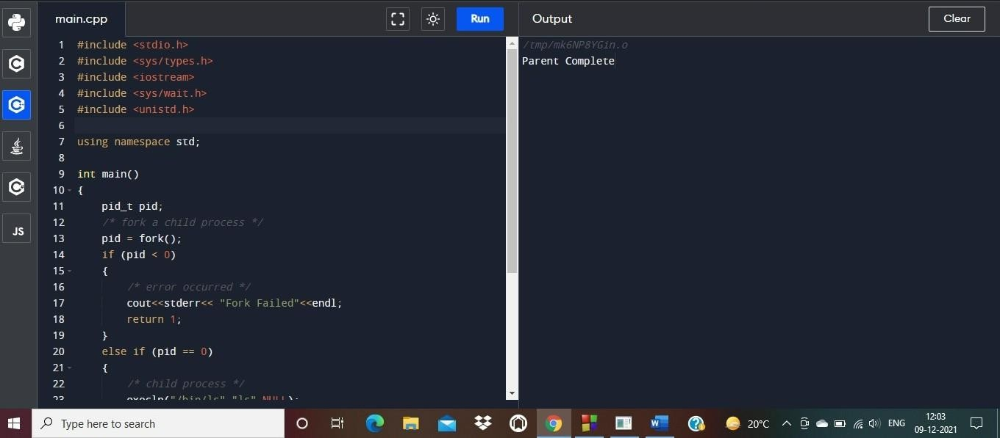 main.cpp
Run
Output
Clear
1 #include <stdio.h>
2 #include <sys/types.h>
3 #include <iostream>
4 #include <sys/wait.h>
5 #include <unistd.h>
6
7 using namespace std;
8
9 int main()
10 {
11 pid_t pid;
12 /* fork a child process */
13 pid = fork();
14 if (pid < 0)
15 {
16 /* error occurred */
17 cout<<stderr<< "Fork Failed"<<endl;
18 return 1;
19 }
20 else if (pid == 0)
21 {
22 /* child process */
23 execlp("/bin/ls","ls",NULL);
/tmp/mk6NP8YGin.o
Parent Complete
JS
Type here to search
20°C
ENG
12:03
09-12-2021